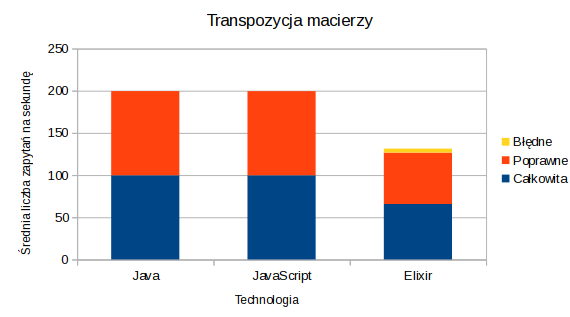 Transpozycja macierzy
Średnia liczba zapytań na sekundę
250
200
150
100
50
0
Java
JavaScript
Elixir
Technologia
Błędne
Poprawne
Całkowita